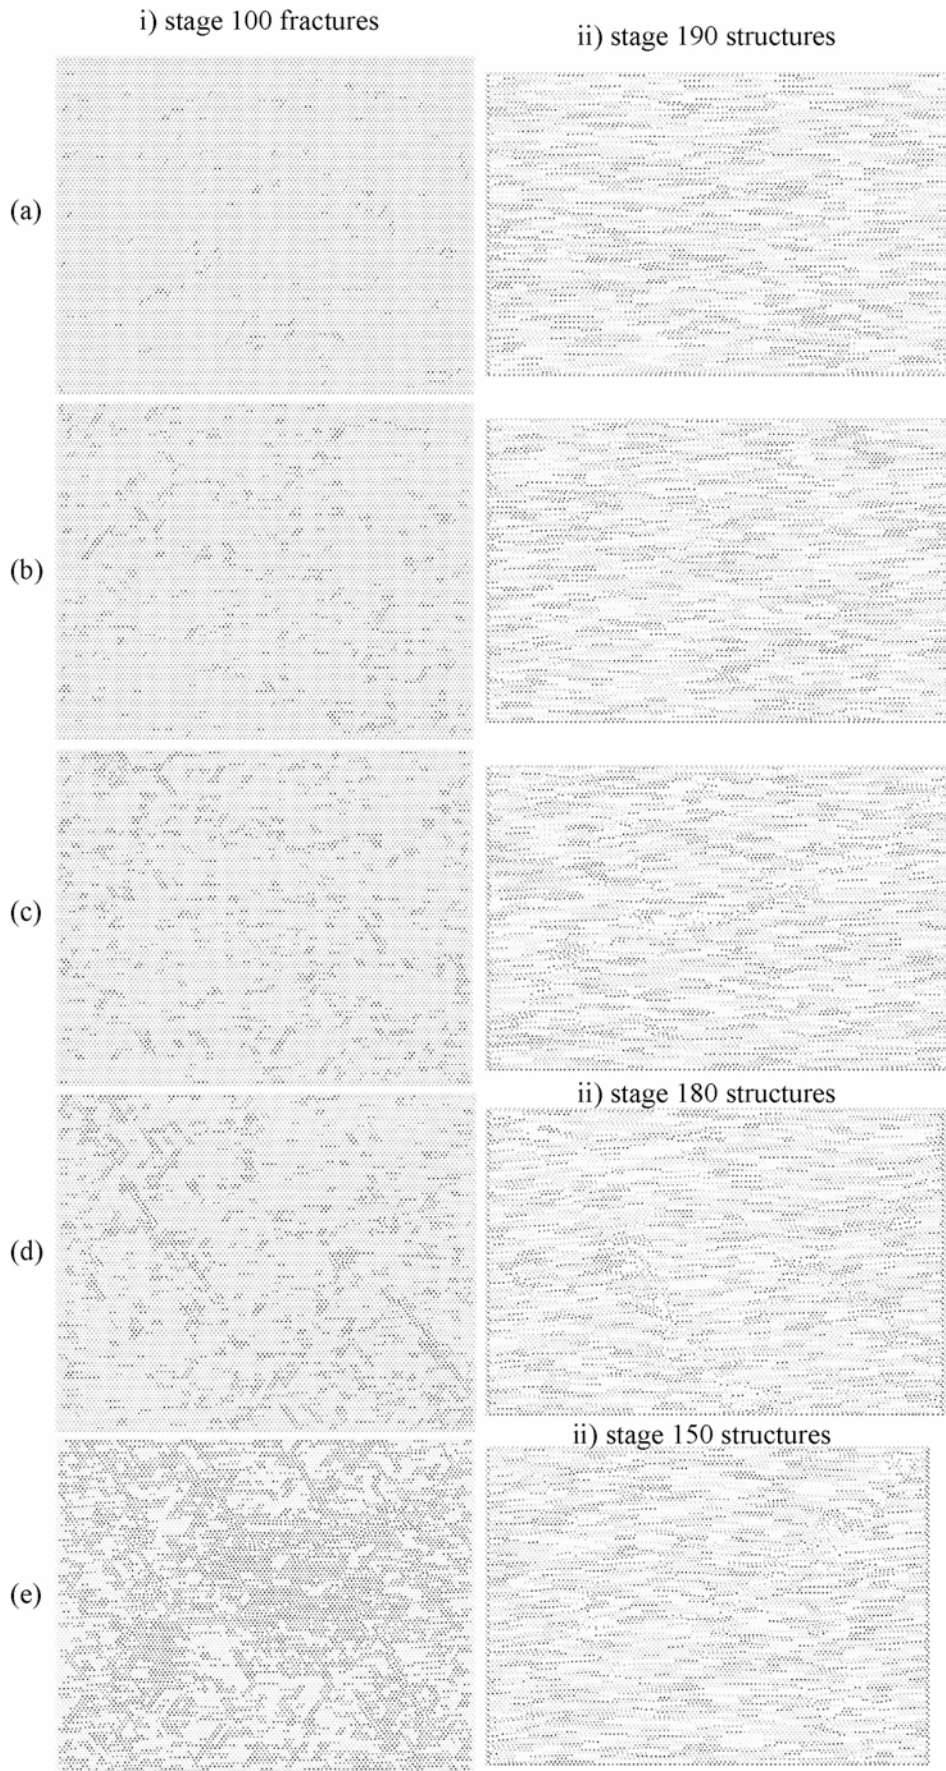 i) stage 100 fractures
ii) stage 190 structures
(a)
(b)
(c)
ii) stage 180 structures
(d)
ii) stage 150 structures
(e)